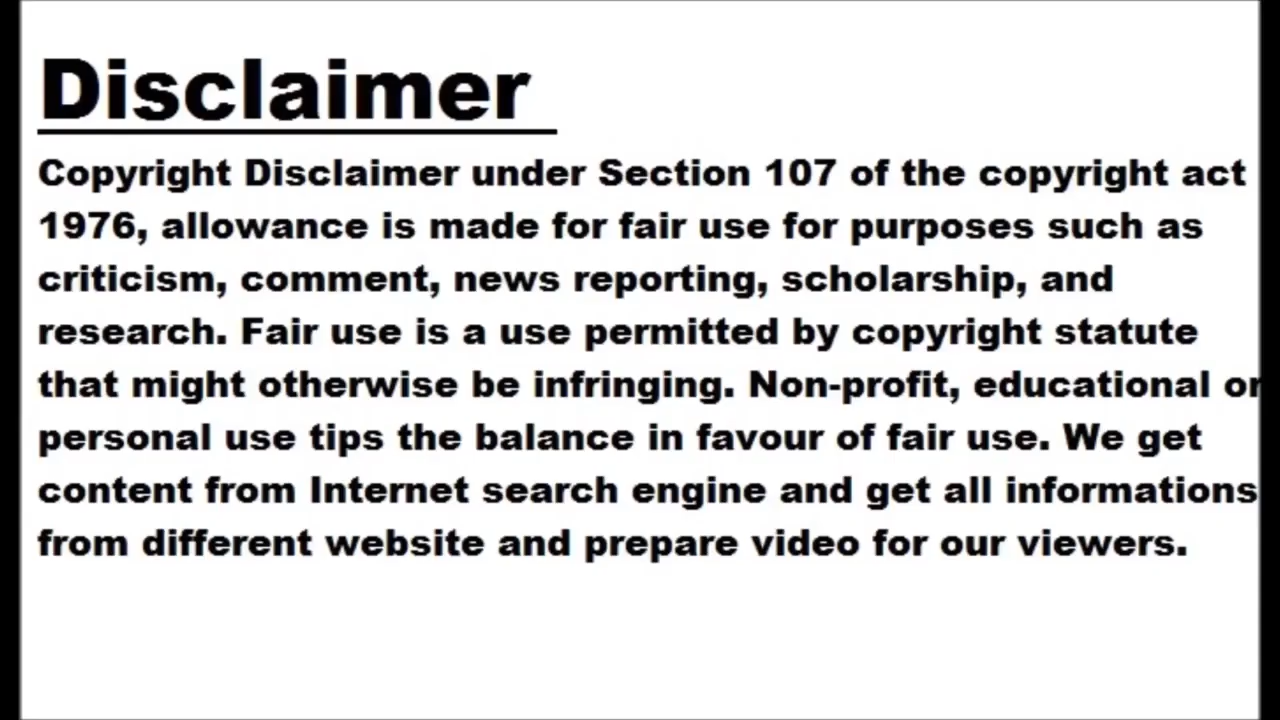 Disclaimer
Copyright Disclaimer under Section 107 of the copyright act
1976, allowance is made for fair use for purposes such as
criticism, comment, news reporting, scholarship, and
research. Fair use is a use permitted by copyright statute
that might otherwise be infringing. Non-profit, educational or
personal use tips the balance in favour of fair use. We get
content from Internet search engine and get all informations
from different website and prepare video for our viewers.